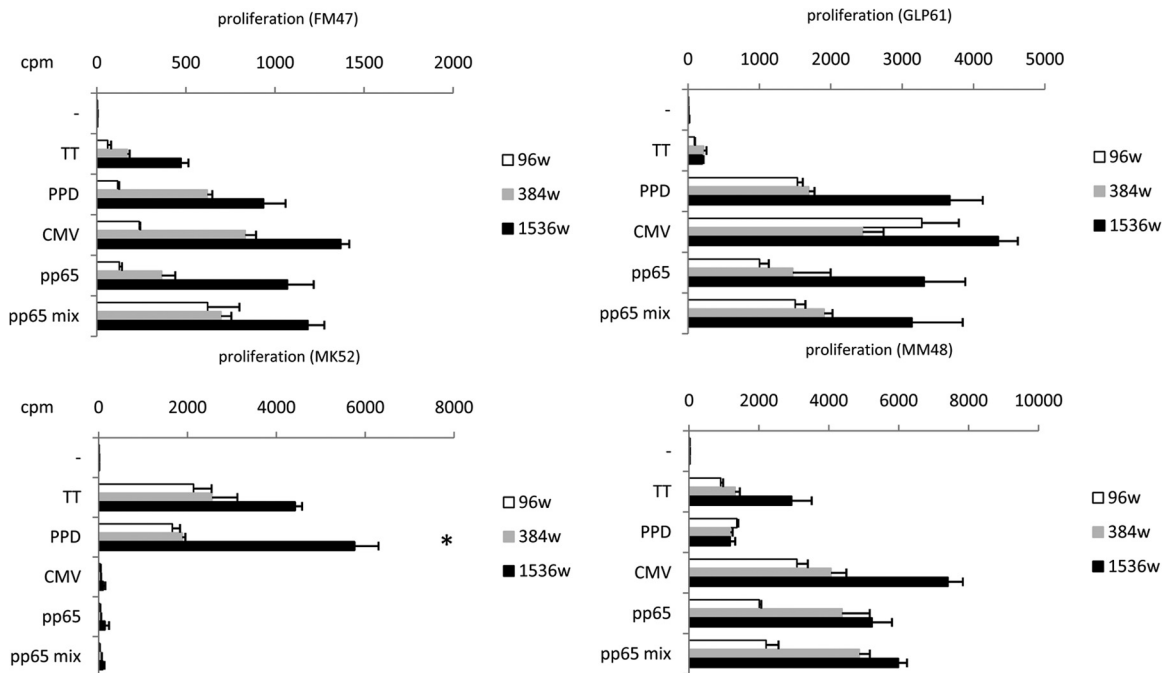 proliferation (FM47)
cpm 0 500 1000 1500 2000
-
TT
PPD
CMV
pp65
pp65 mix
96w
384w
1536w
proliferation (GLP61)
0 1000 2000 3000 4000 5000
-
TT
PPD
CMV
pp65
pp65 mix
96w
384w
1536w
proliferation (MK52)
cpm 0 2000 4000 6000 8000
-
TT
PPD
CMV
pp65
pp65 mix
*
96w
384w
1536w
proliferation (MM48)
0 2000 4000 6000 8000 10000
-
TT
PPD
CMV
pp65
pp65 mix
96w
384w
1536w